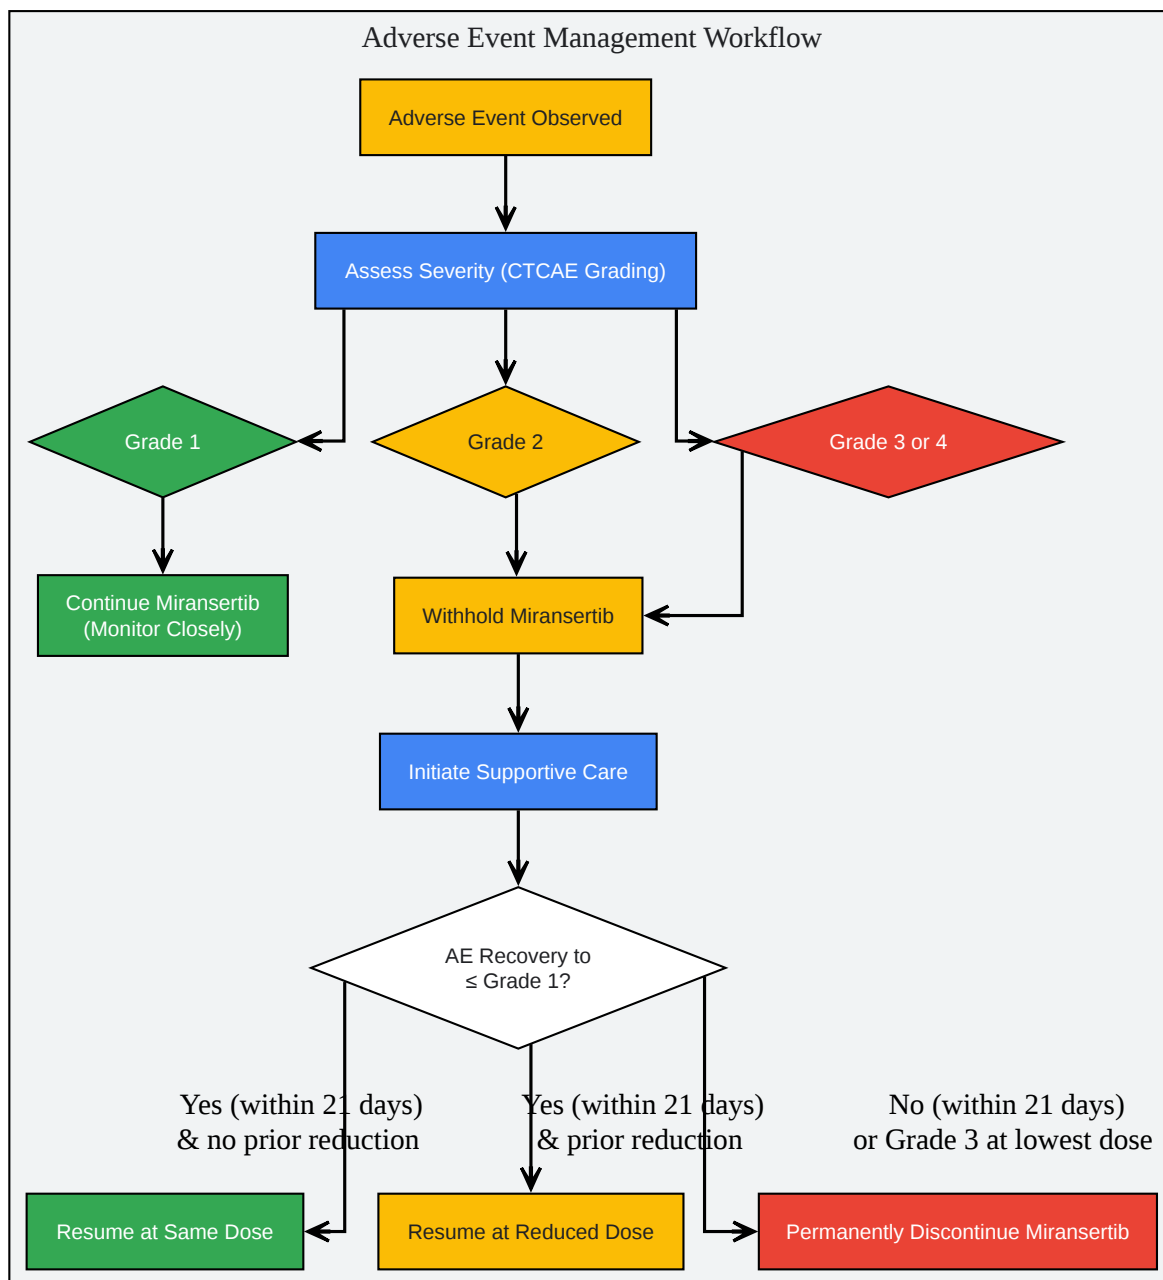 Adverse Event Management Workflow
Adverse Event Observed
Assess Severity (CTCAE Grading)
Grade 1
Grade 2
Grade 3 or 4
Continue Miransertib
(Monitor Closely)
Withhold Miransertib
Initiate Supportive Care
AE Recovery to
≤ Grade 1?
Yes (within 21 days)
& no prior reduction
Yes (within 21 days)
& prior reduction
No (within 21 days)
or Grade 3 at lowest dose
Resume at Same Dose
Resume at Reduced Dose
Permanently Discontinue Miransertib